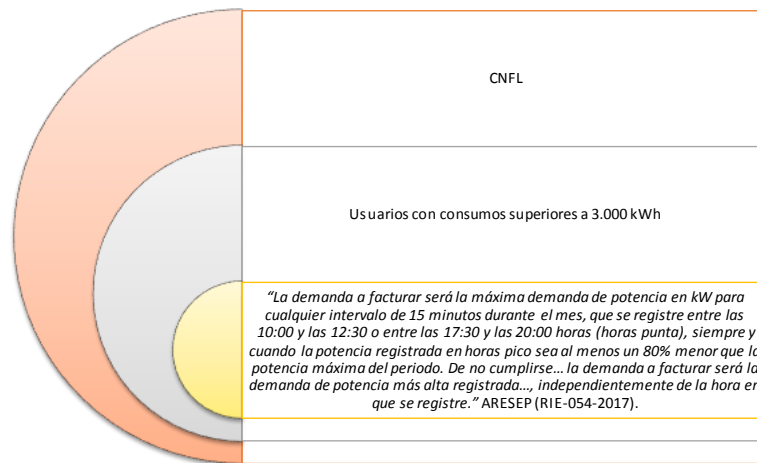 CNFL
Usuarios con consumos superiores a 3.000 kWh
“La demanda a facturar será la máxima demanda de potencia en kW para
cualquier intervalo de 15 minutos durante el mes, que se registre entre las
10:00 y las 12:30 o entre las 17:30 y las 20:00 horas (horas punta), siempre y
cuando la potencia registrada en horas pico sea al menos un 80% menor que la
potencia máxima del periodo. De no cumplirse… la demanda a facturar será la
demanda de potencia más alta registrada…, independientemente de la hora en
que se registre.” ARESEP (RIE-054-2017).